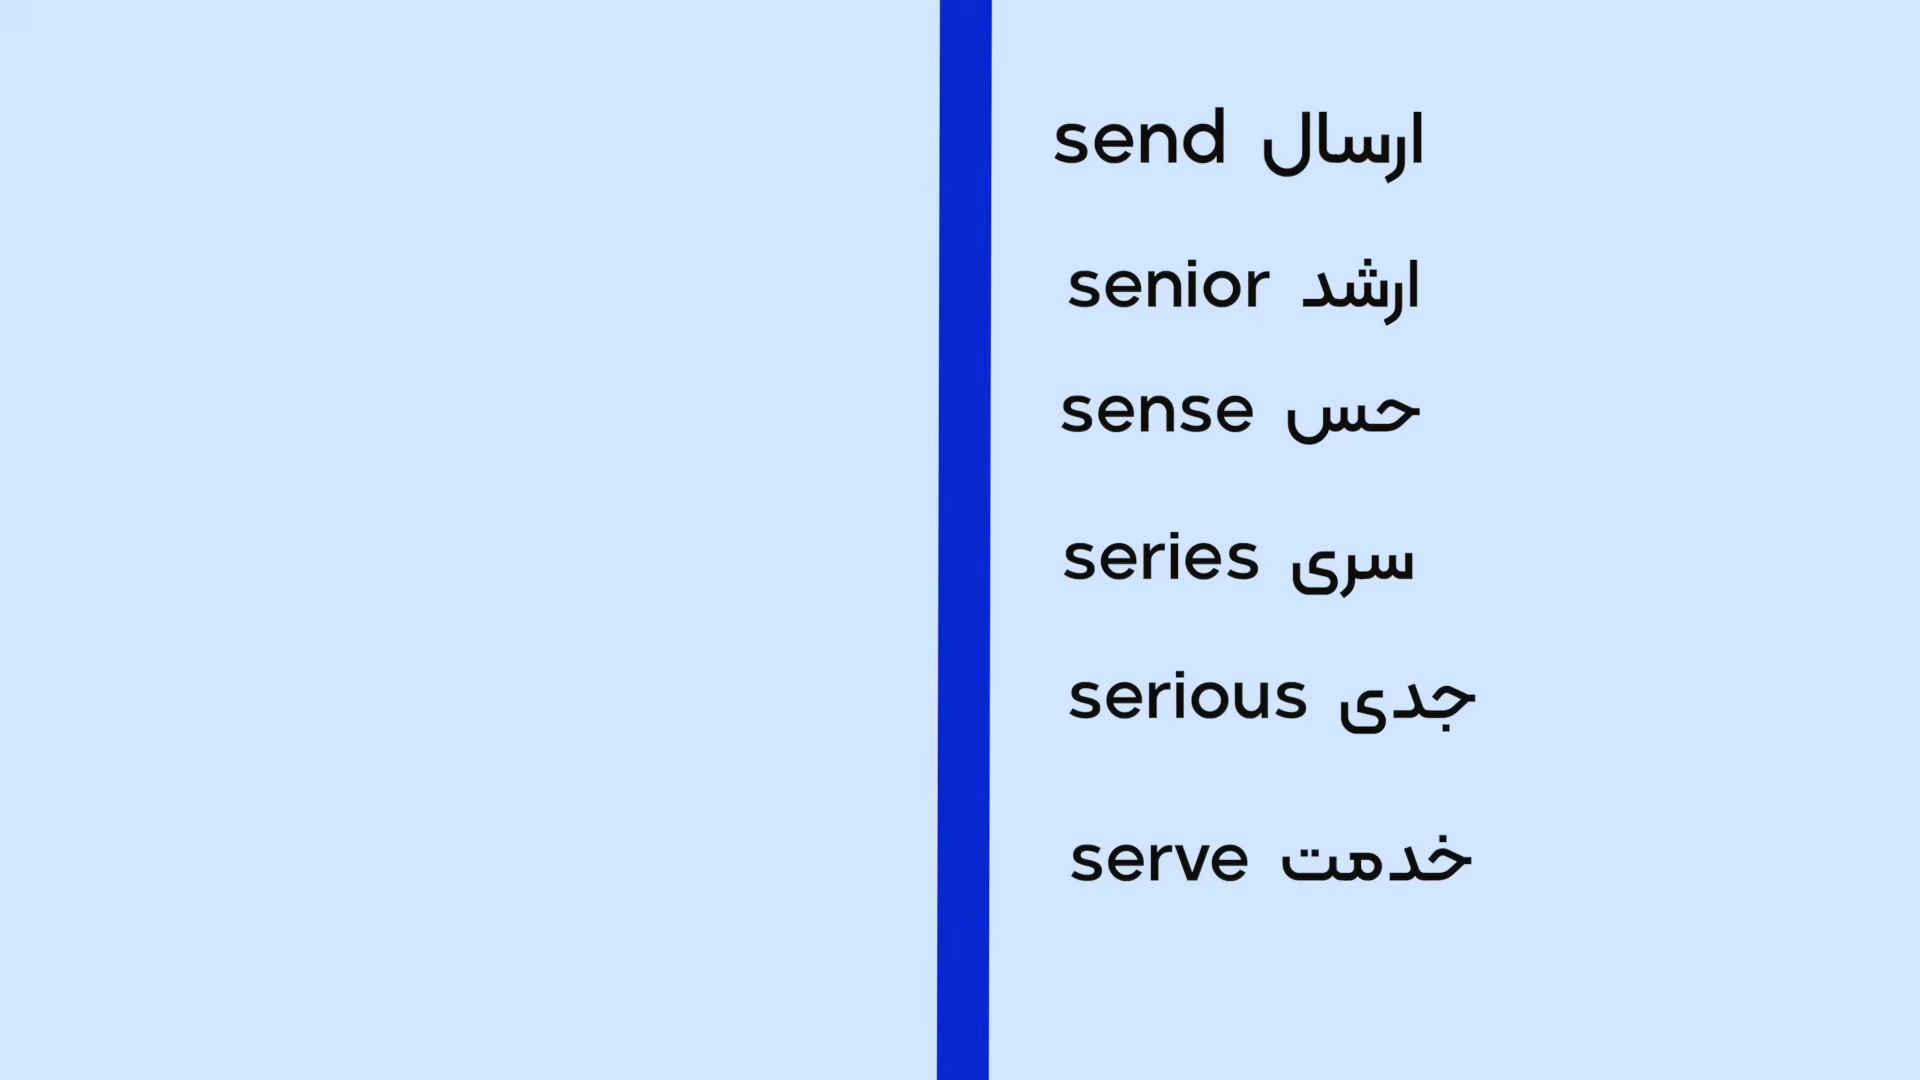 send ارسال
senior ارشد
sense حس
series سری
serious جدی
serve خدمت